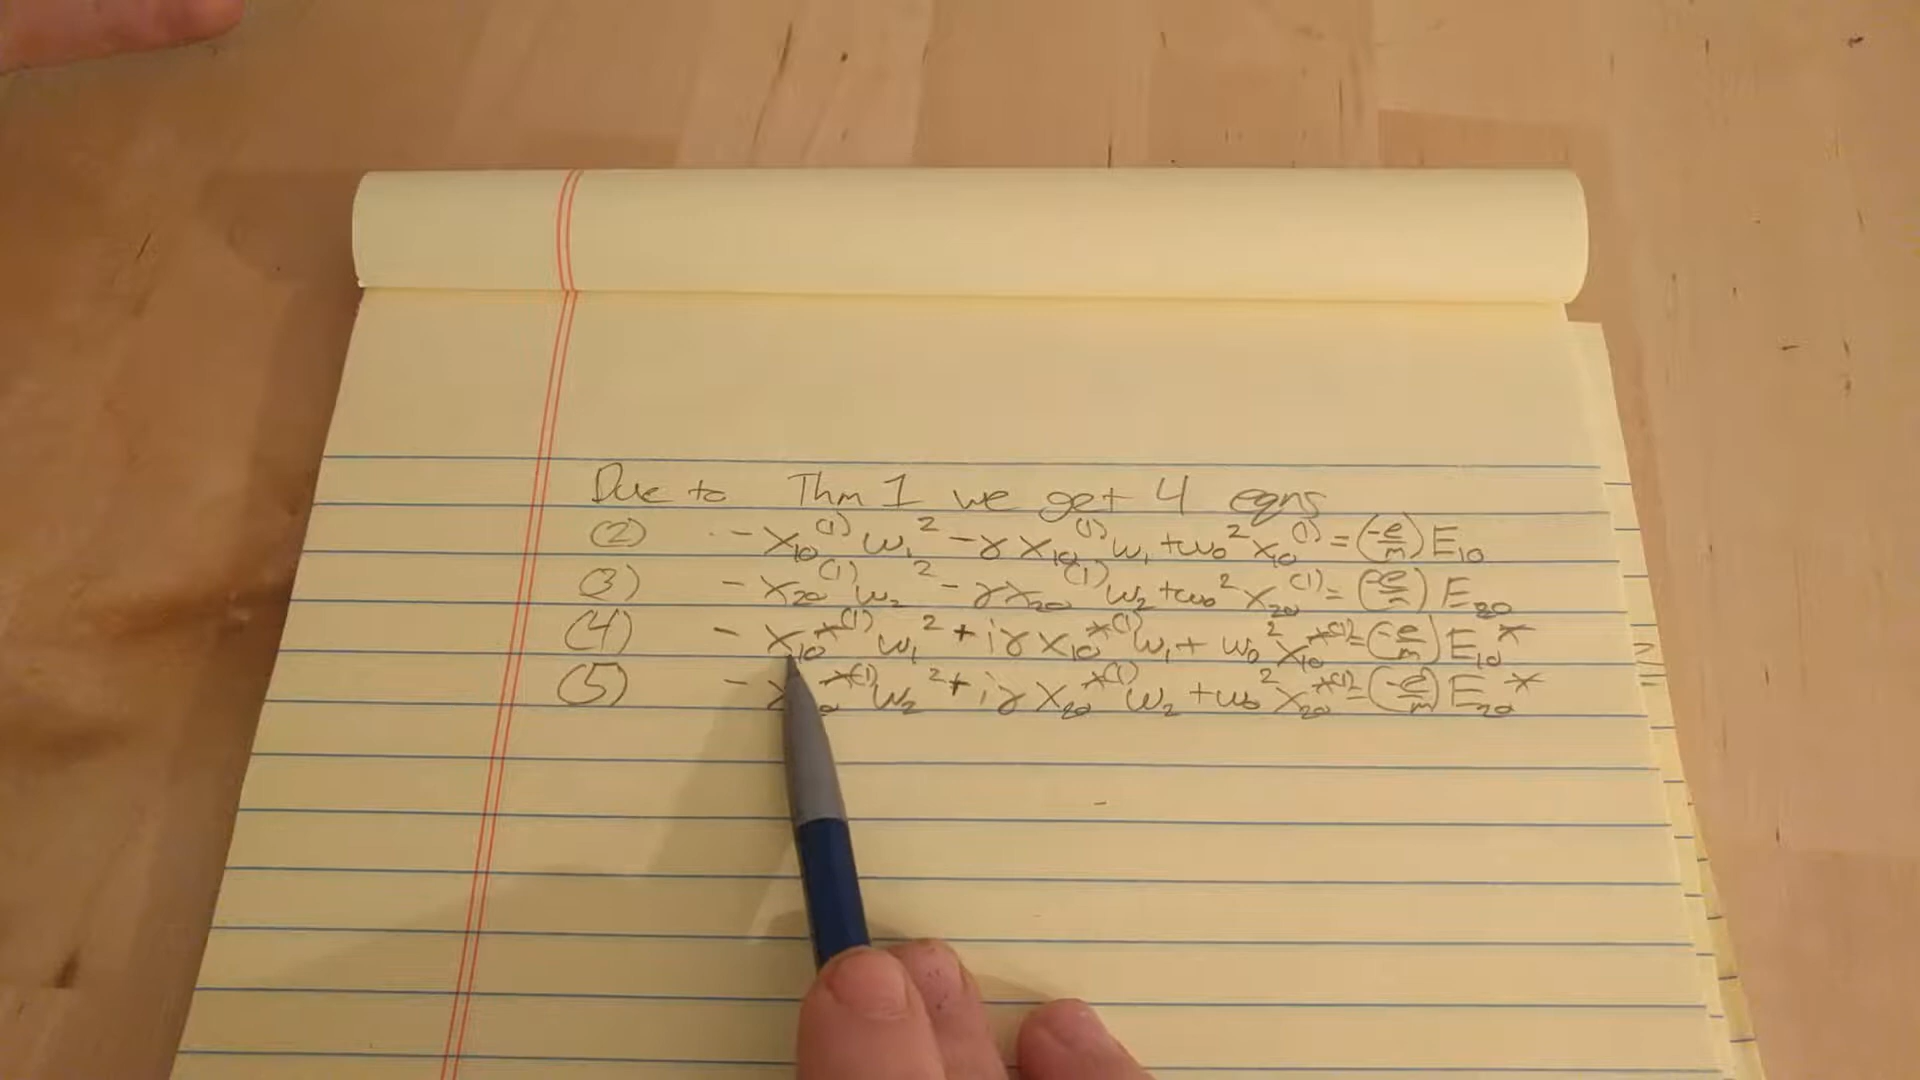 Due to Thm 1 we get 4 eqns
(2) - x₁₀⁽¹⁾ ω₁² - γ x₁₀⁽¹⁾ ω₁ + ω₀² x₁₀⁽¹⁾ = (-e/m) E₁₀
(3) - x₂₀⁽¹⁾ ω₂² - γ x₂₀⁽¹⁾ ω₂ + ω₀² x₂₀⁽¹⁾ = (-e/m) E₂₀
(4) - x₁₀*⁽¹⁾ ω₁² + iγ x₁₀*⁽¹⁾ ω₁ + ω₀² x₁₀*⁽¹⁾ = (-e/m) E₁₀*
(5) - x₂₀*⁽¹⁾ ω₂² + iγ x₂₀*⁽¹⁾ ω₂ + ω₀² x₂₀*⁽¹⁾ = (-e/m) E₂₀*